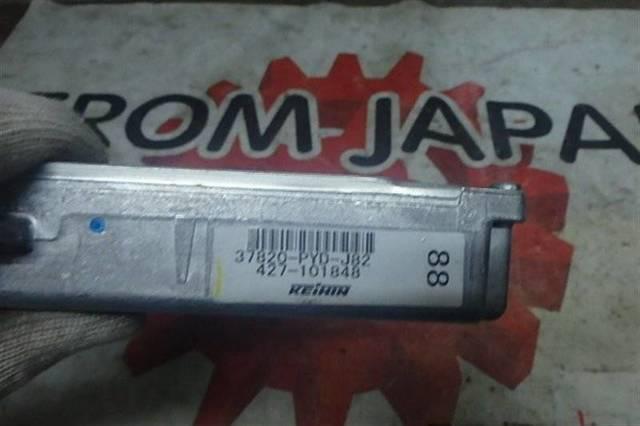 FROM-JAPA
37820-PYD-J82
427-101848
KEIHIN
88